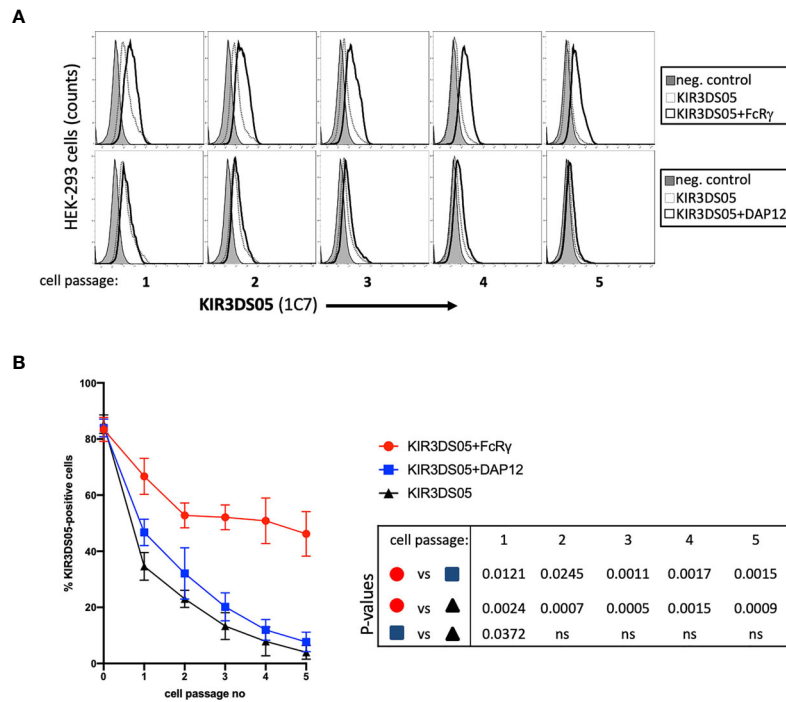 A
HEK-293 cells (counts)
neg. control
KIR3DS05
KIR3DS05+FcRγ
neg. control
KIR3DS05
KIR3DS05+DAP12
cell passage: 1 2 3 4 5
KIR3DS05 (1C7)
B
% KIR3DS05-positive cells
100
80
60
40
20
0
0 1 2 3 4 5
cell passage no
KIR3DS05+FcRγ
KIR3DS05+DAP12
KIR3DS05
P-values
cell passage: 1 2 3 4 5
vs 0.0121 0.0245 0.0011 0.0017 0.0015
vs 0.0024 0.0007 0.0005 0.0015 0.0009
vs 0.0372 ns ns ns ns